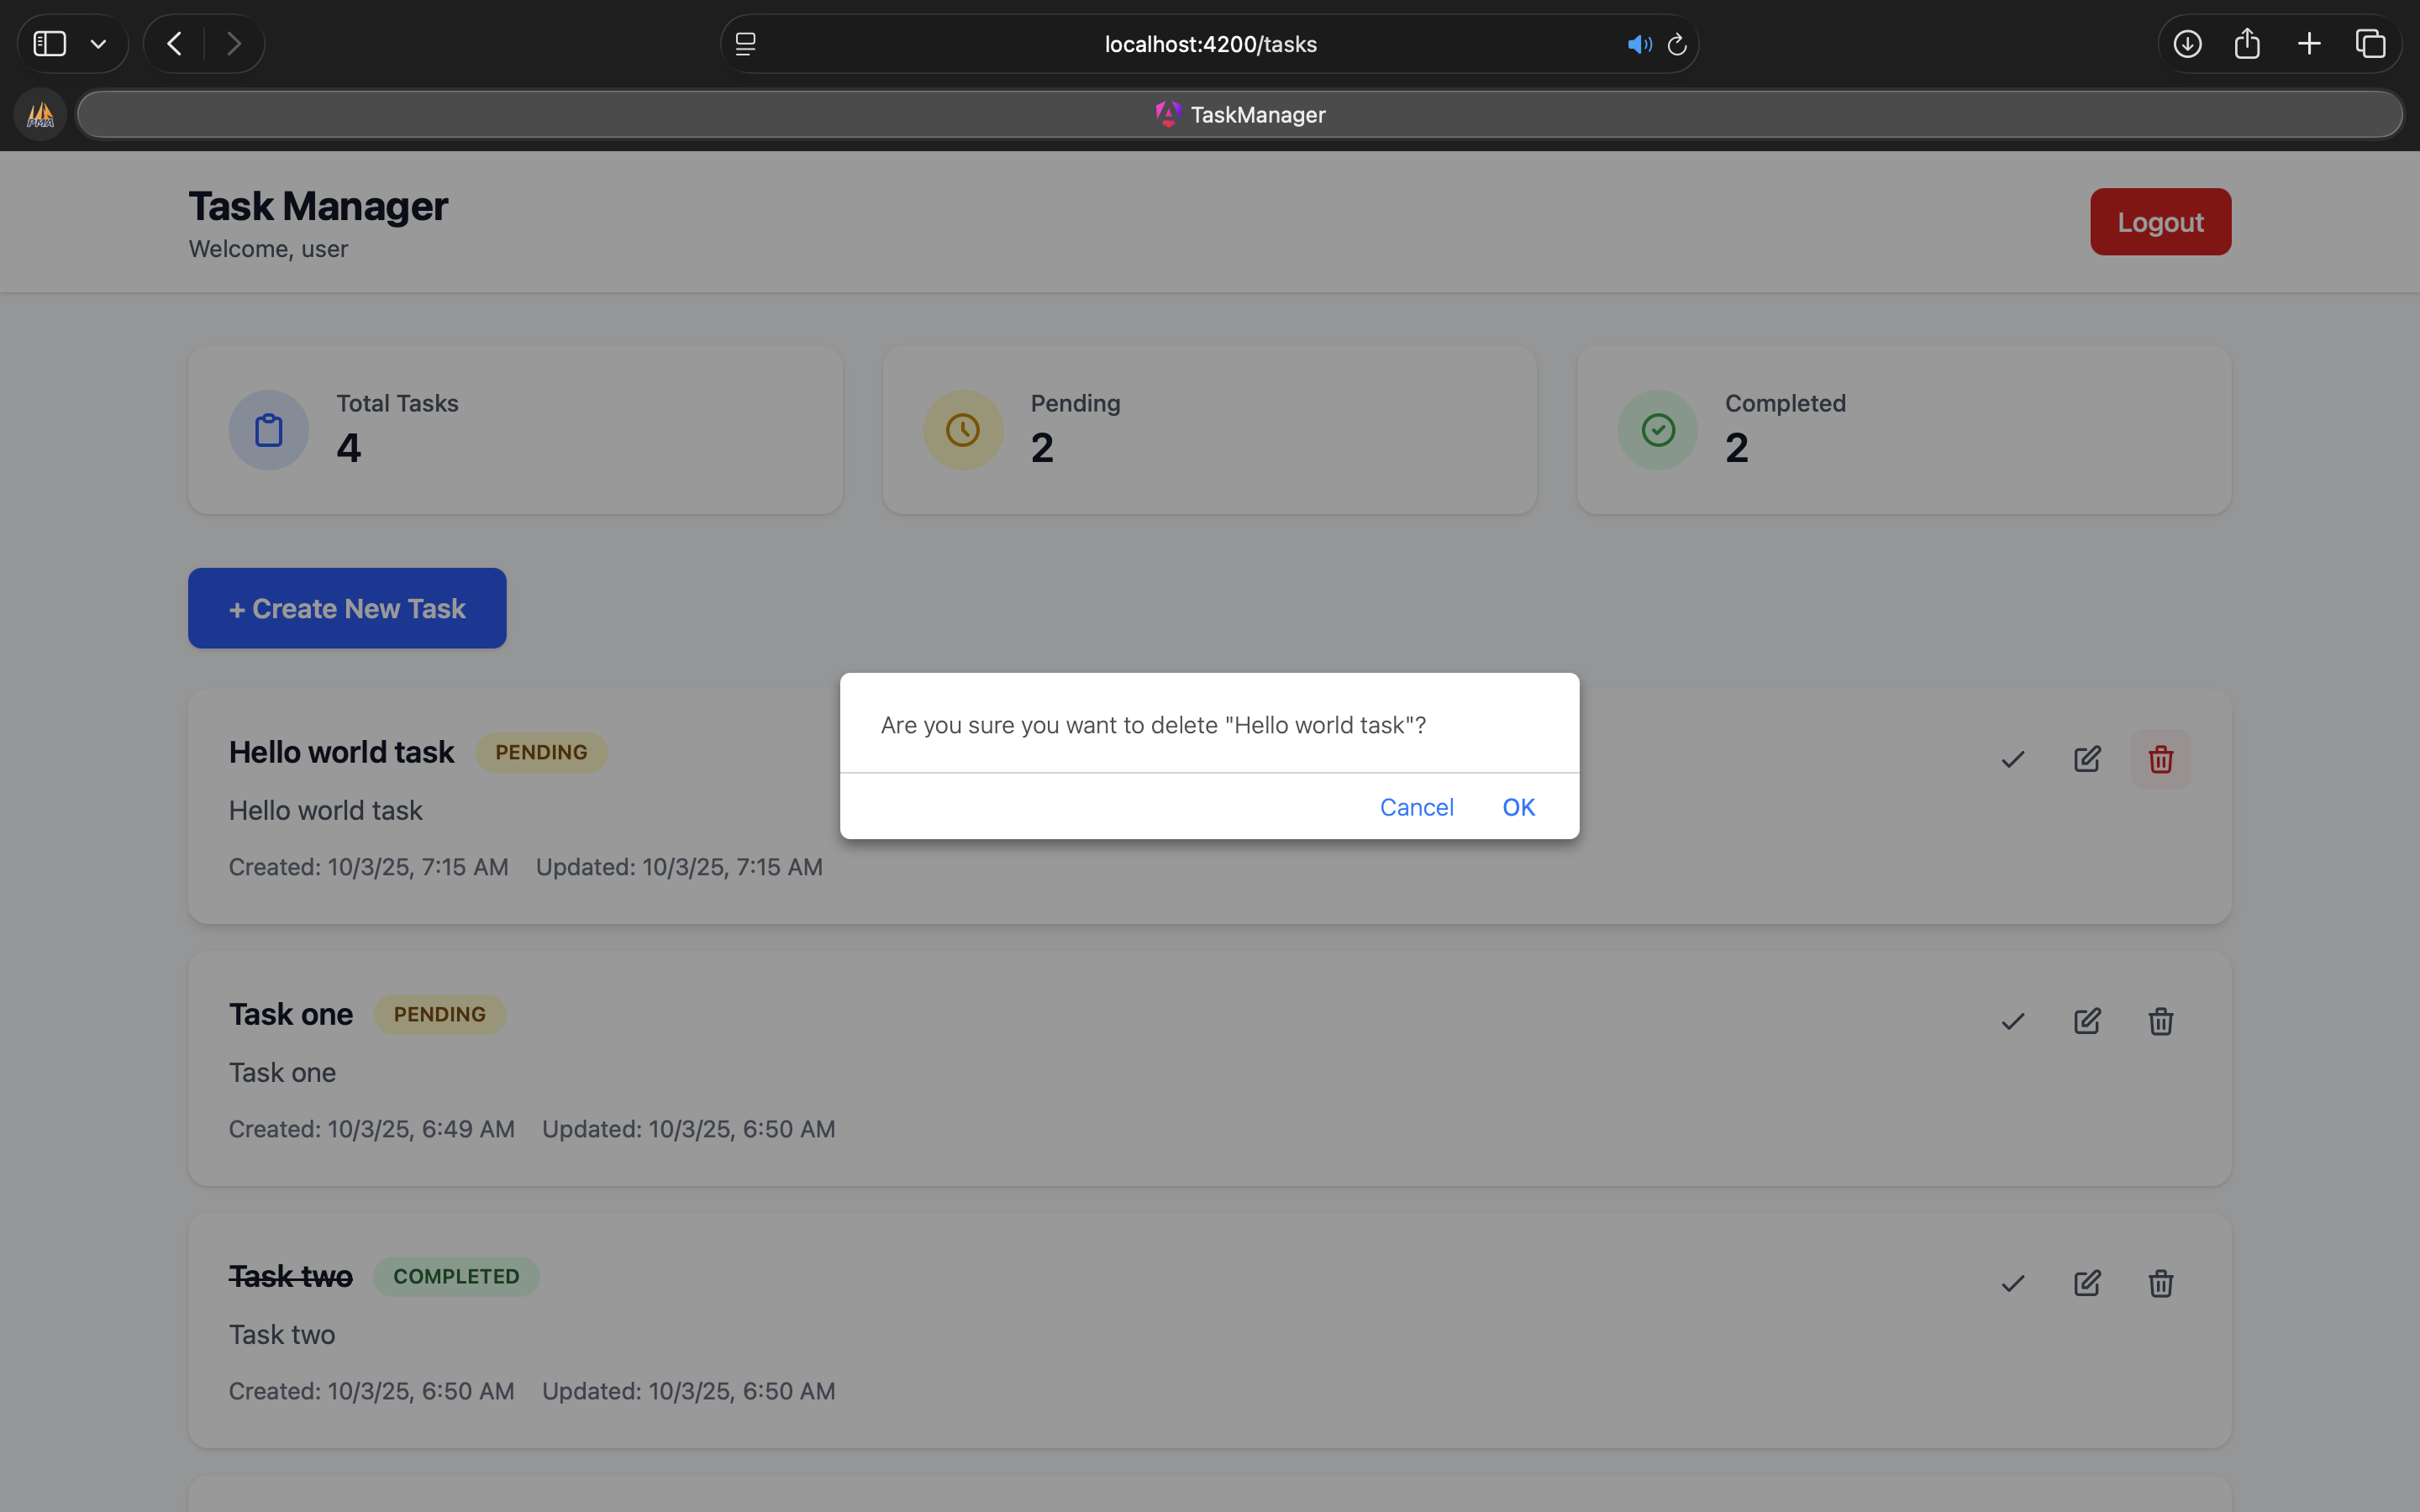 localhost:4200/tasks
PMA
TaskManager
Task Manager
Welcome, user
Logout
Total Tasks
4
Pending
2
Completed
2
+ Create New Task
Are you sure you want to delete "Hello world task"?
Cancel OK
Hello world task PENDING
Hello world task
Created: 10/3/25, 7:15 AM Updated: 10/3/25, 7:15 AM
Task one PENDING
Task one
Created: 10/3/25, 6:49 AM Updated: 10/3/25, 6:50 AM
Task two COMPLETED
Task two
Created: 10/3/25, 6:50 AM Updated: 10/3/25, 6:50 AM